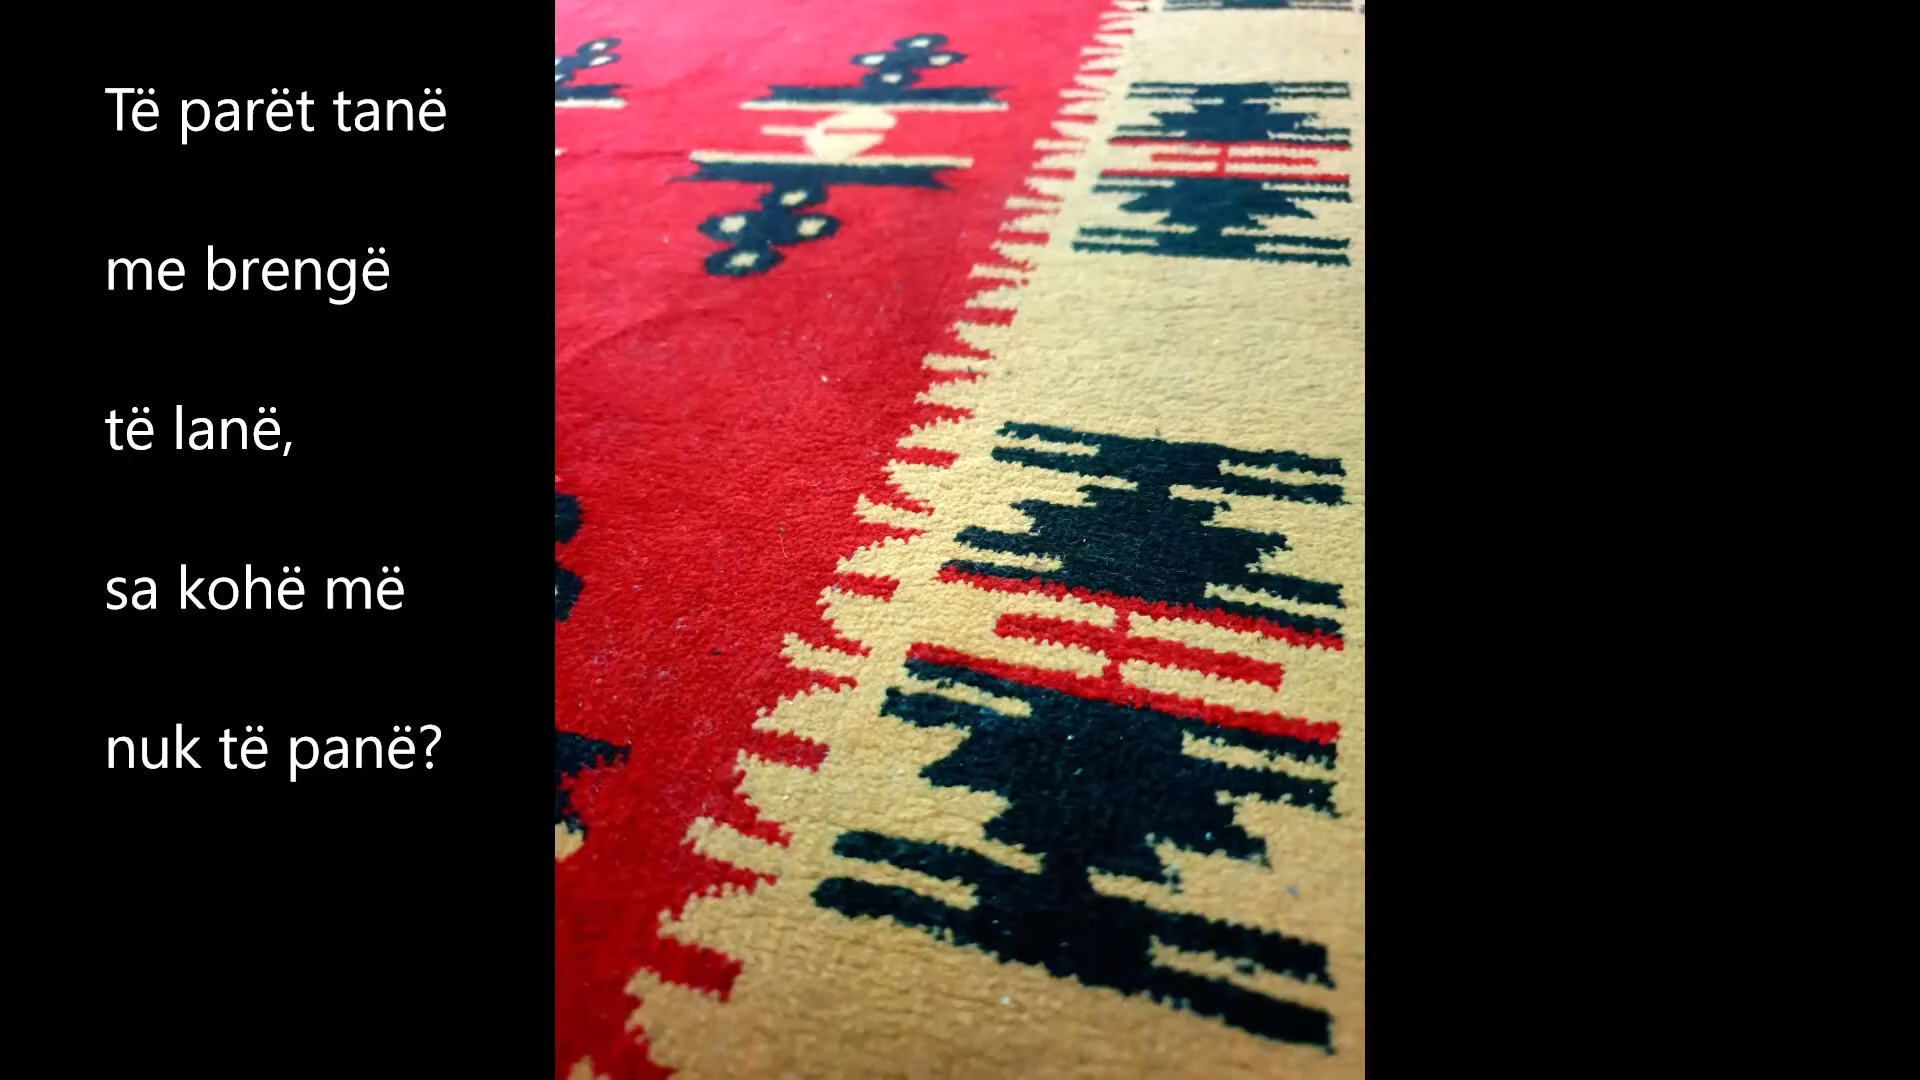 Të parët tanë
me brengë
të lanë,
sa kohë më
nuk të panë?